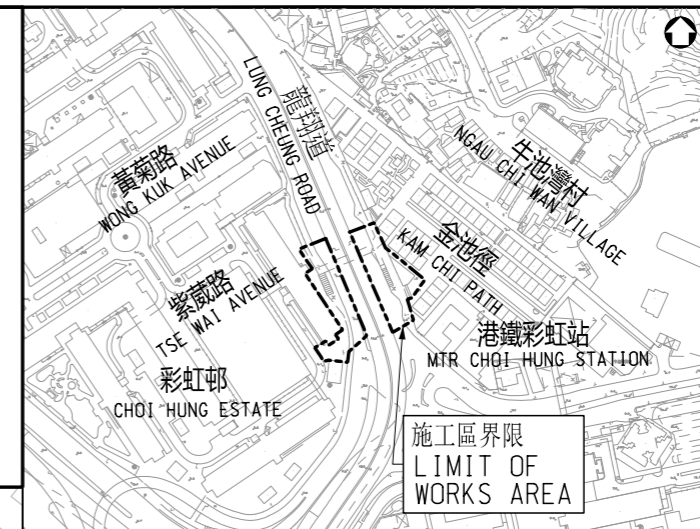 龍翔道
LUNG CHEUNG ROAD
黃菊路
WONG KUK AVENUE
牛池灣村
NGAU CHI WAN VILLAGE
金池徑
KAM CHI PATH
紫葳路
TSE WAI AVENUE
港鐵彩虹站
MTR CHOI HUNG STATION
彩虹邨
CHOI HUNG ESTATE
施工區界限
LIMIT OF
WORKS AREA